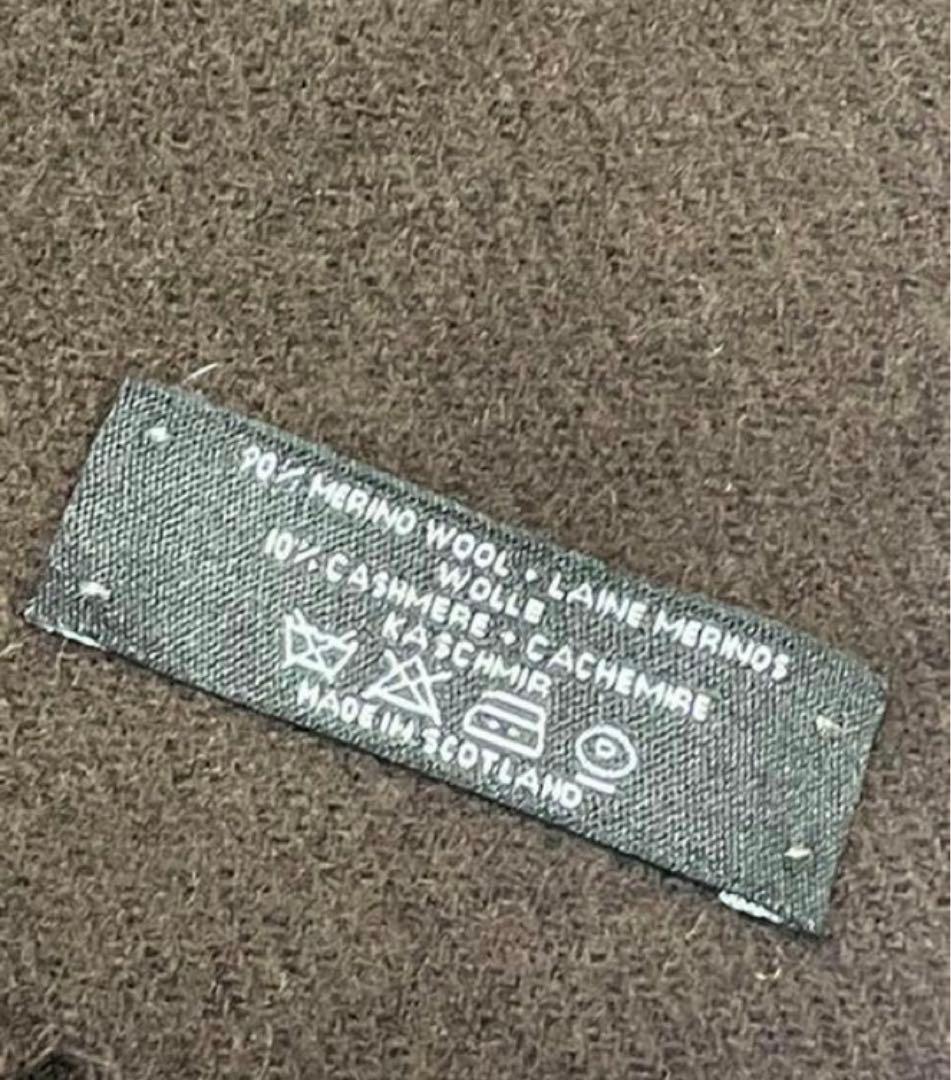 90% MERINO WOOL • LAINE MERINOS
WOLLE
10% CASHMERE • CACHEMIRE
KASCHMIR
P
MADE IN SCOTLAND